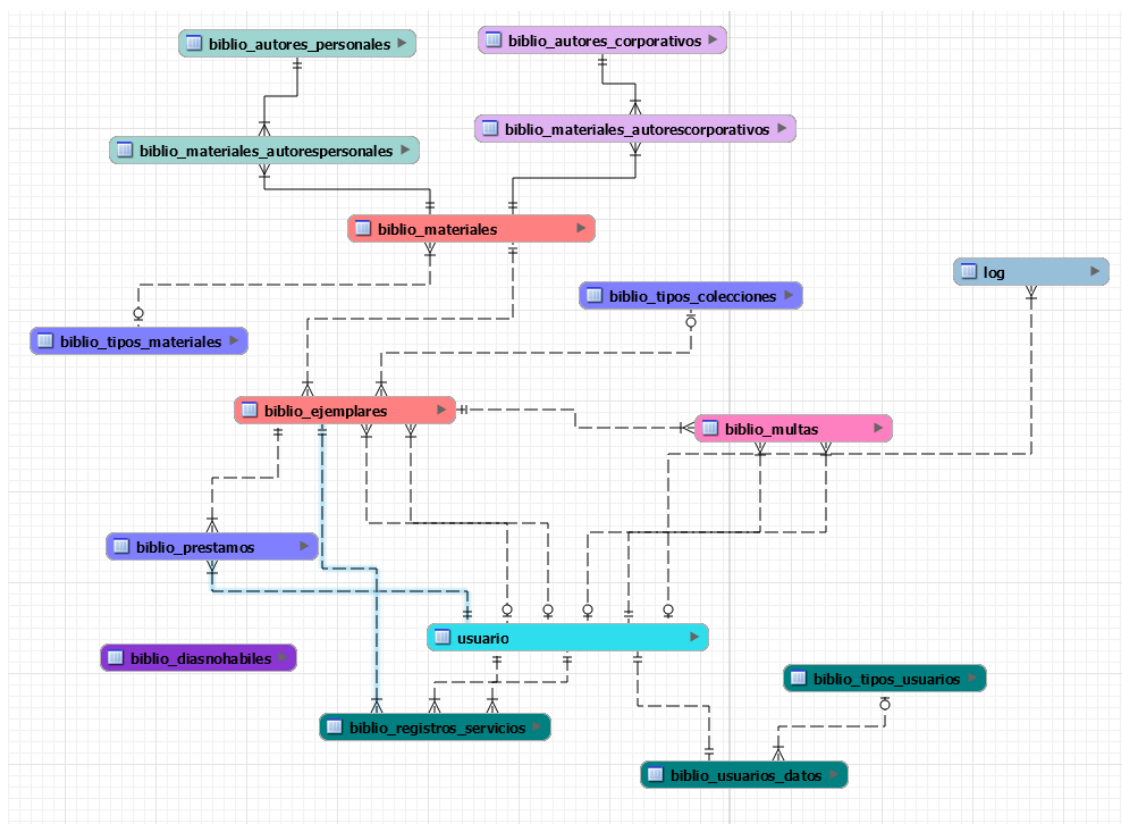 biblio_autores_personales
biblio_autores_corporativos
biblio_materiales_autorescorporativos
biblio_materiales_autorespersonales
biblio_materiales
log
biblio_tipos_colecciones
biblio_tipos_materiales
biblio_ejemplares
biblio_multas
biblio_prestamos
usuario
biblio_diasnohabiles
biblio_tipos_usuarios
biblio_registros_servicios
biblio_usuarios_datos